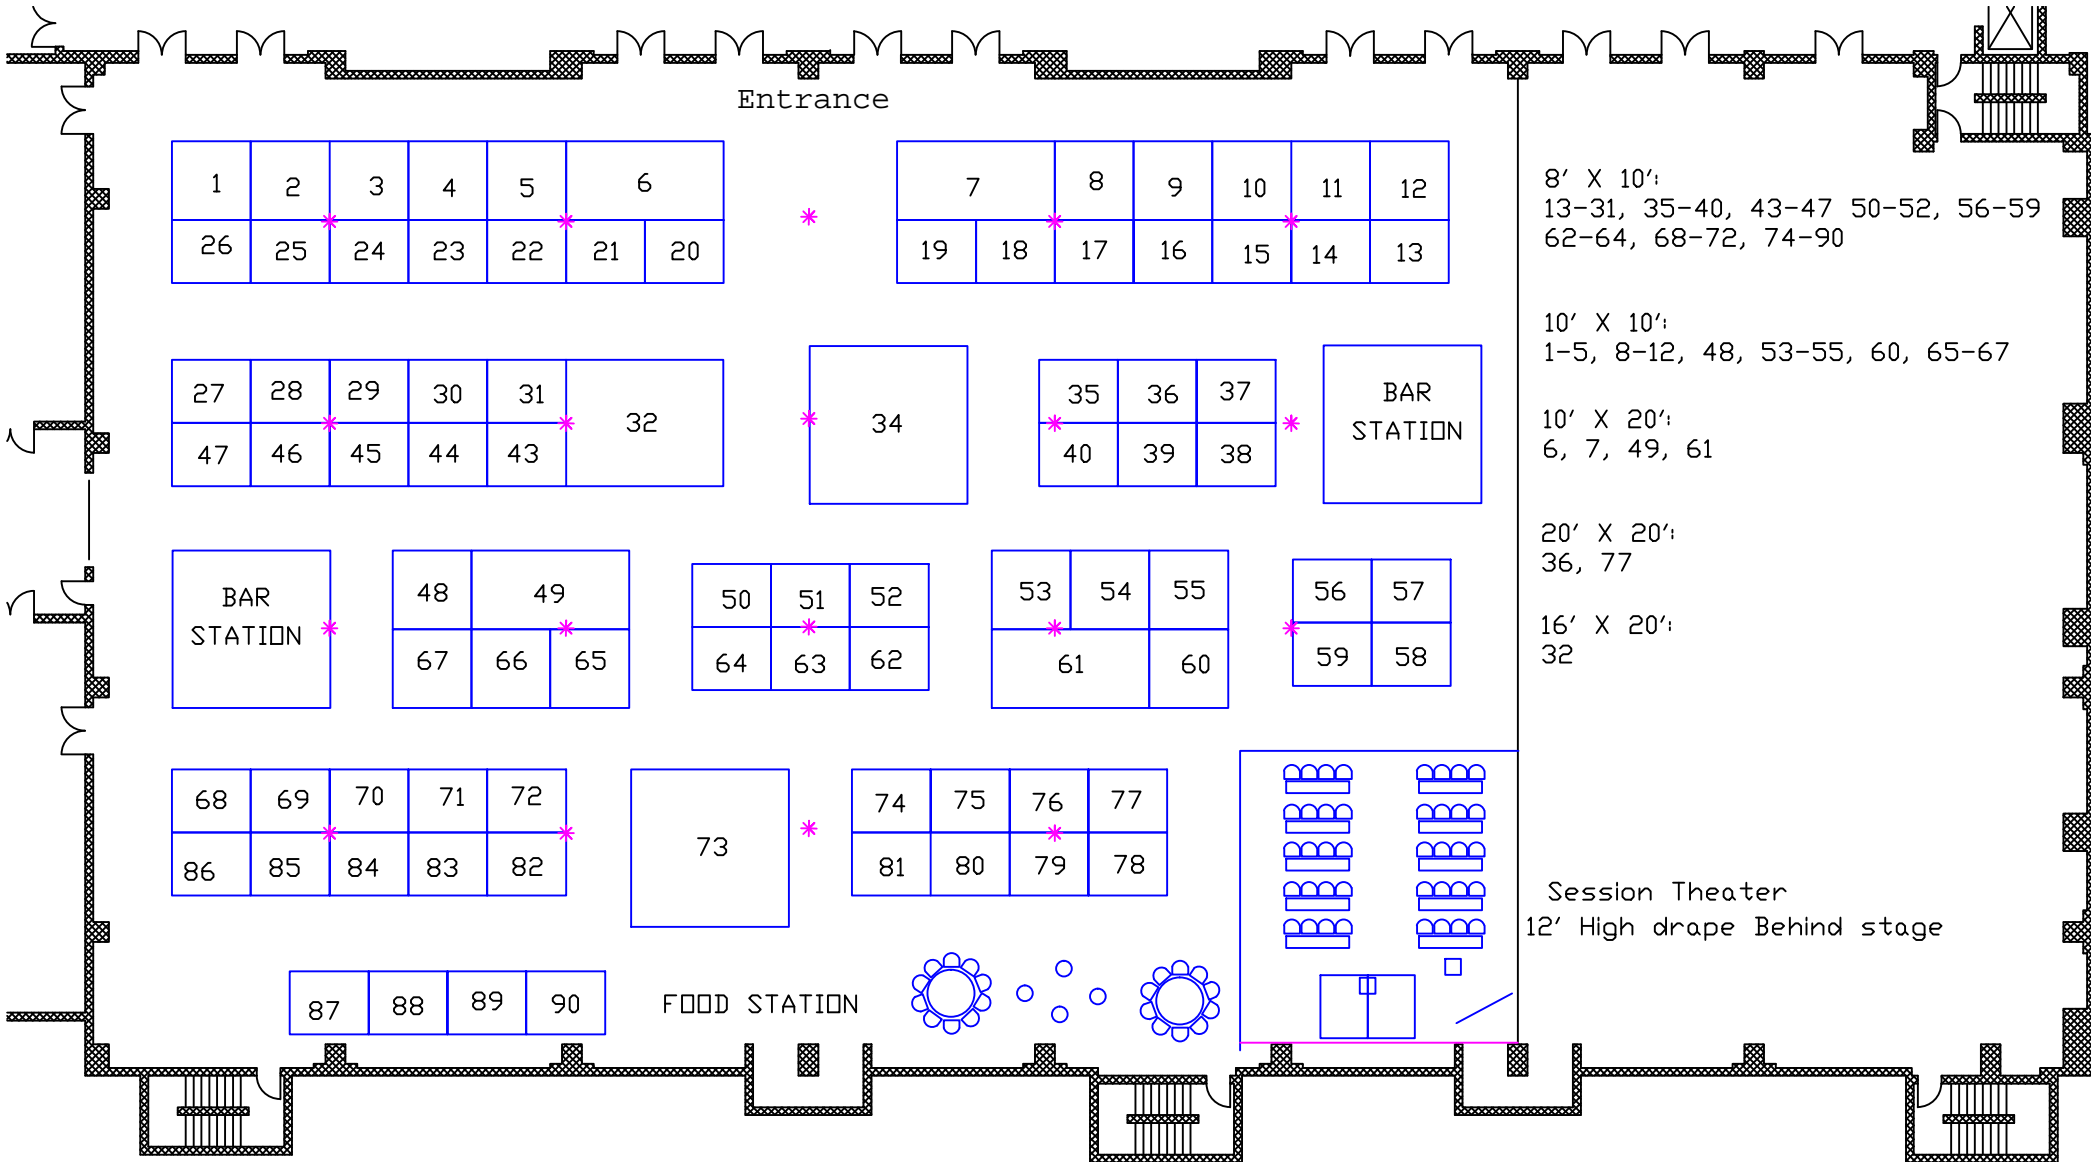 Entrance
1 2 3 4 5 6 7 8 9 10 11 12
26 25 24 23 22 21 20 19 18 17 16 15 14 13
8' X 10':
13-31, 35-40, 43-47 50-52, 56-59
62-64, 68-72, 74-90
10' X 10':
1-5, 8-12, 48, 53-55, 60, 65-67
27 28 29 30 31 32 34 35 36 37
BAR
STATION
47 46 45 44 43 40 39 38
10' X 20':
6, 7, 49, 61
20' X 20':
36, 77
BAR
STATION
48 49 50 51 52 53 54 55 56 57
67 66 65 64 63 62 61 60 59 58
16' X 20':
32
68 69 70 71 72 73 74 75 76 77
86 85 84 83 82 81 80 79 78
Session Theater
12' High drape Behind stage
87 88 89 90
FOOD STATION